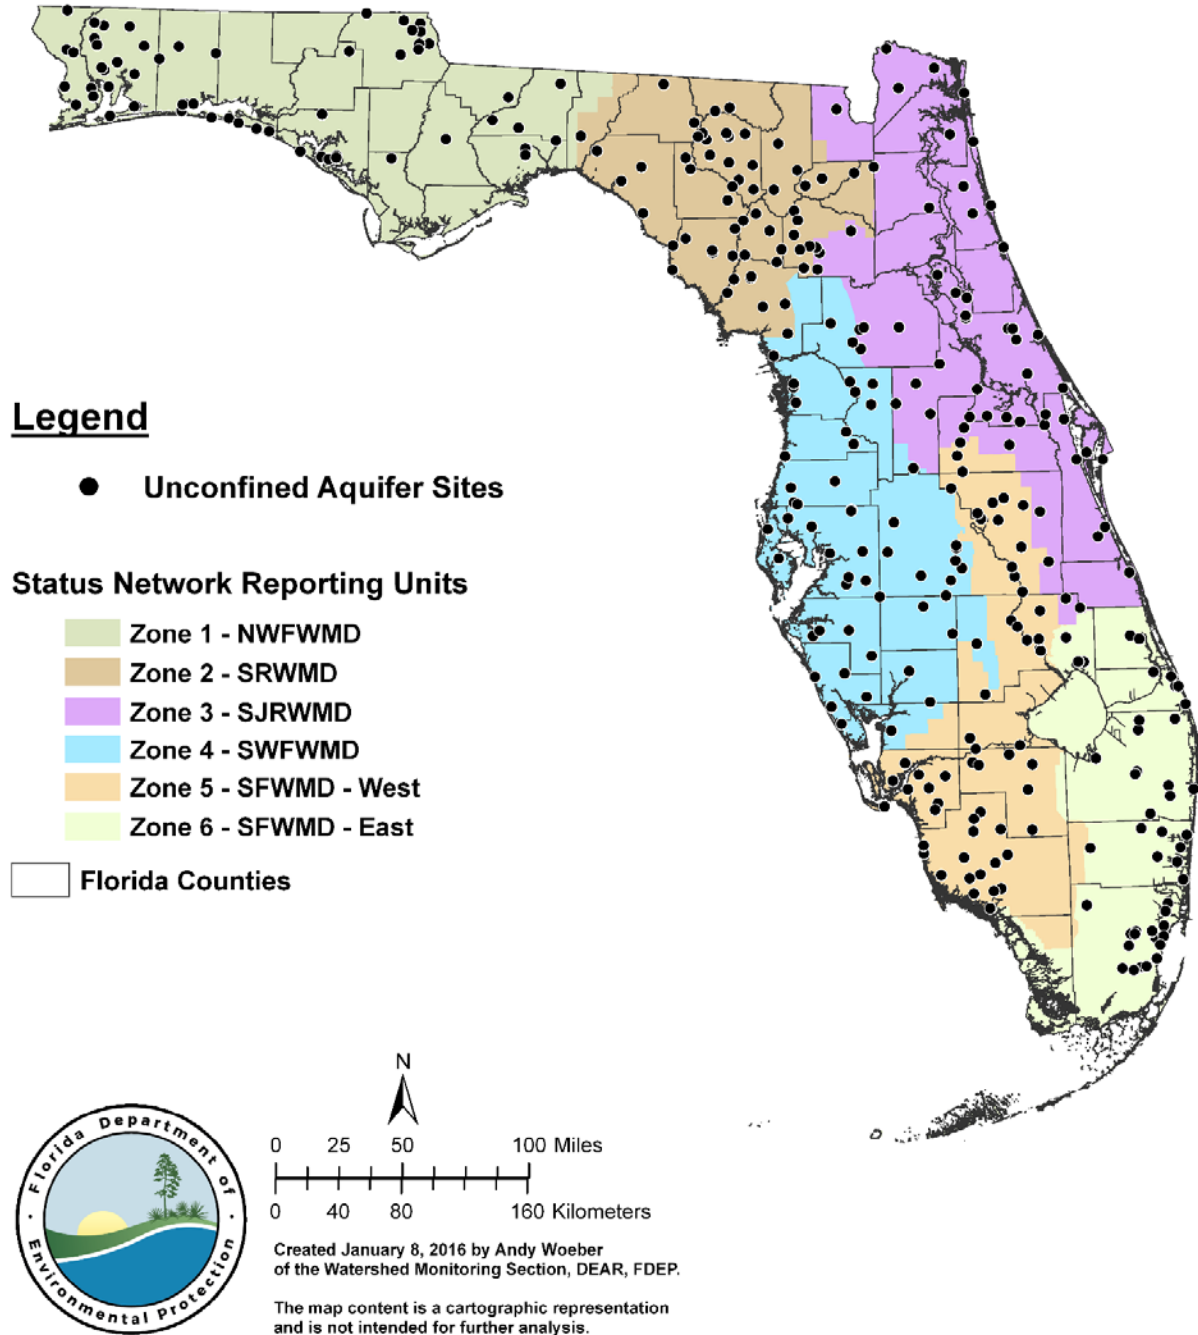 Legend
Unconfined Aquifer Sites
Status Network Reporting Units
Zone 1 - NWFWMD
Zone 2 - SRWMD
Zone 3 - SJRWMD
Zone 4 - SWFWMD
Zone 5 - SFWMD - West
Zone 6 - SFWMD - East
Florida Counties
N
0 25 50 100 Miles
0 40 80 160 Kilometers
Florida Department of
Environmental Protection
Created January 8, 2016 by Andy Woeber
of the Watershed Monitoring Section, DEAR, FDEP.
The map content is a cartographic representation
and is not intended for further analysis.